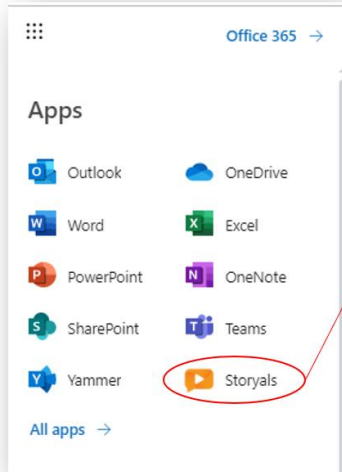 Office 365 →
Apps
Outlook OneDrive
Word Excel
PowerPoint OneNote
SharePoint Teams
Yammer Storyals
All apps →